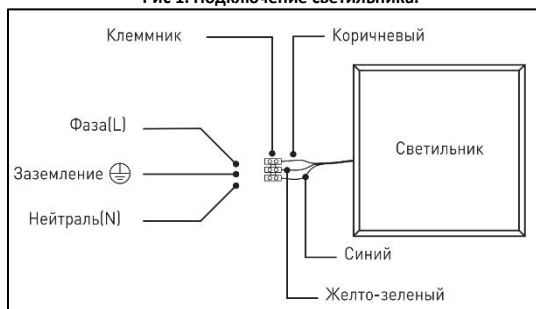 Рис 1. Подключение светильника.
Клеммник
Коричневый
Фаза(L)
Заземление
Нейтраль(N)
Светильник
Синий
Желто-зеленый